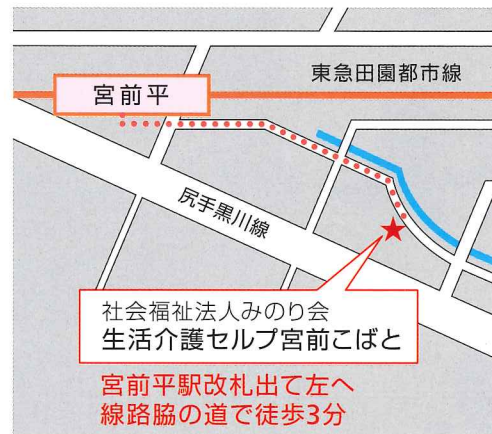 東急田園都市線
宮前平
尻手黒川線
社会福祉法人みのり会
生活介護セルプ宮前こばと
宮前平駅改札出て左へ
線路脇の道で徒歩3分